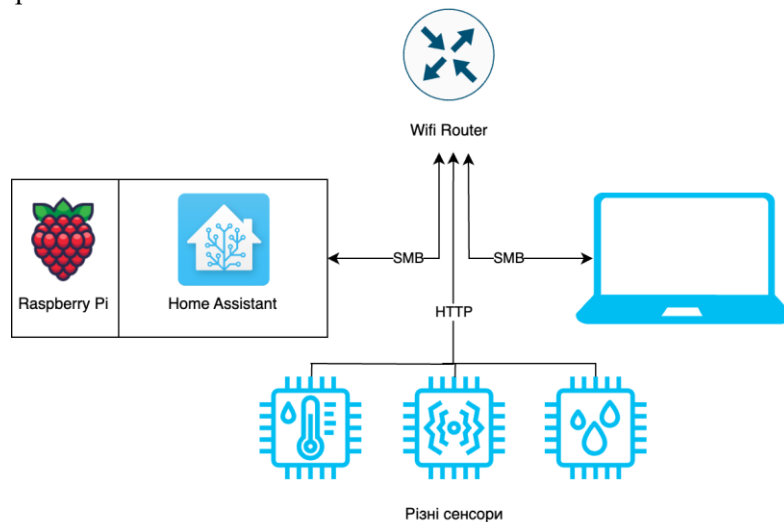 Wifi Router
SMB
SMB
Raspberry Pi
Home Assistant
HTTP
Різні сенсори